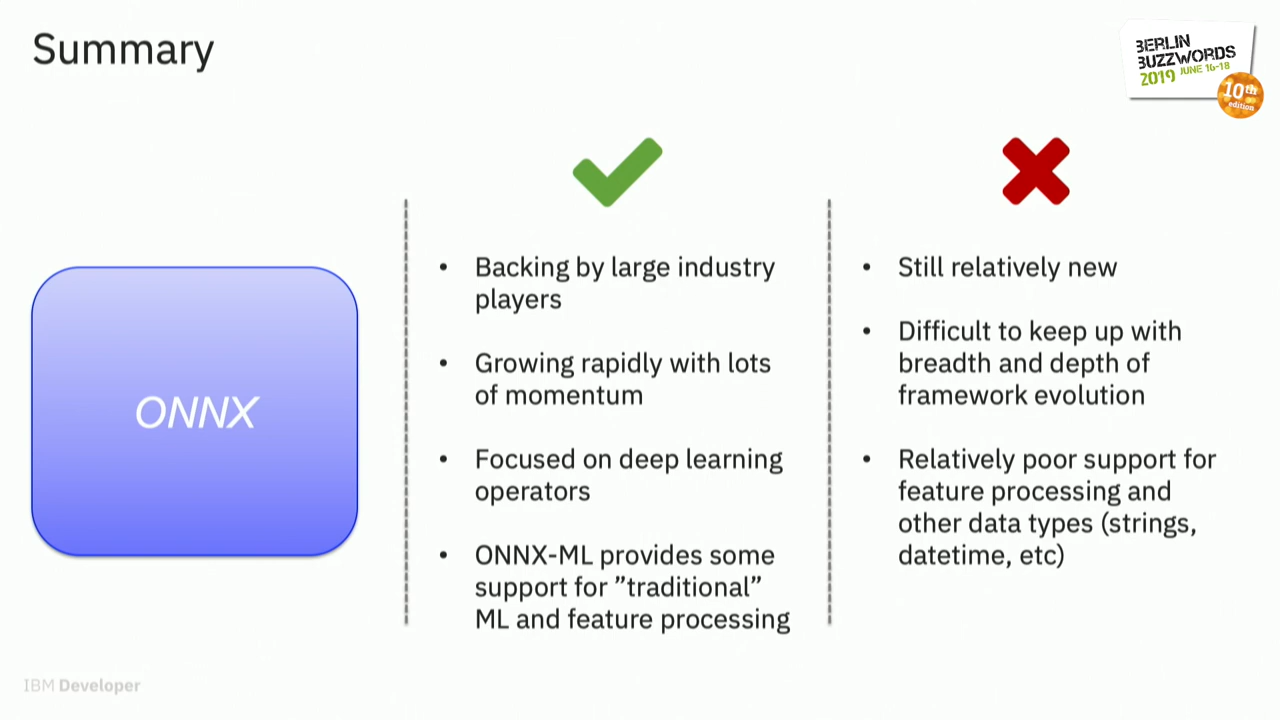 Summary
BERLIN
BUZZWORDS
2019 JUNE 16-18
10th
edition
ONNX
• Backing by large industry
players
• Growing rapidly with lots
of momentum
• Focused on deep learning
operators
• ONNX-ML provides some
support for ”traditional”
ML and feature processing
• Still relatively new
• Difficult to keep up with
breadth and depth of
framework evolution
• Relatively poor support for
feature processing and
other data types (strings,
datetime, etc)
IBM Developer